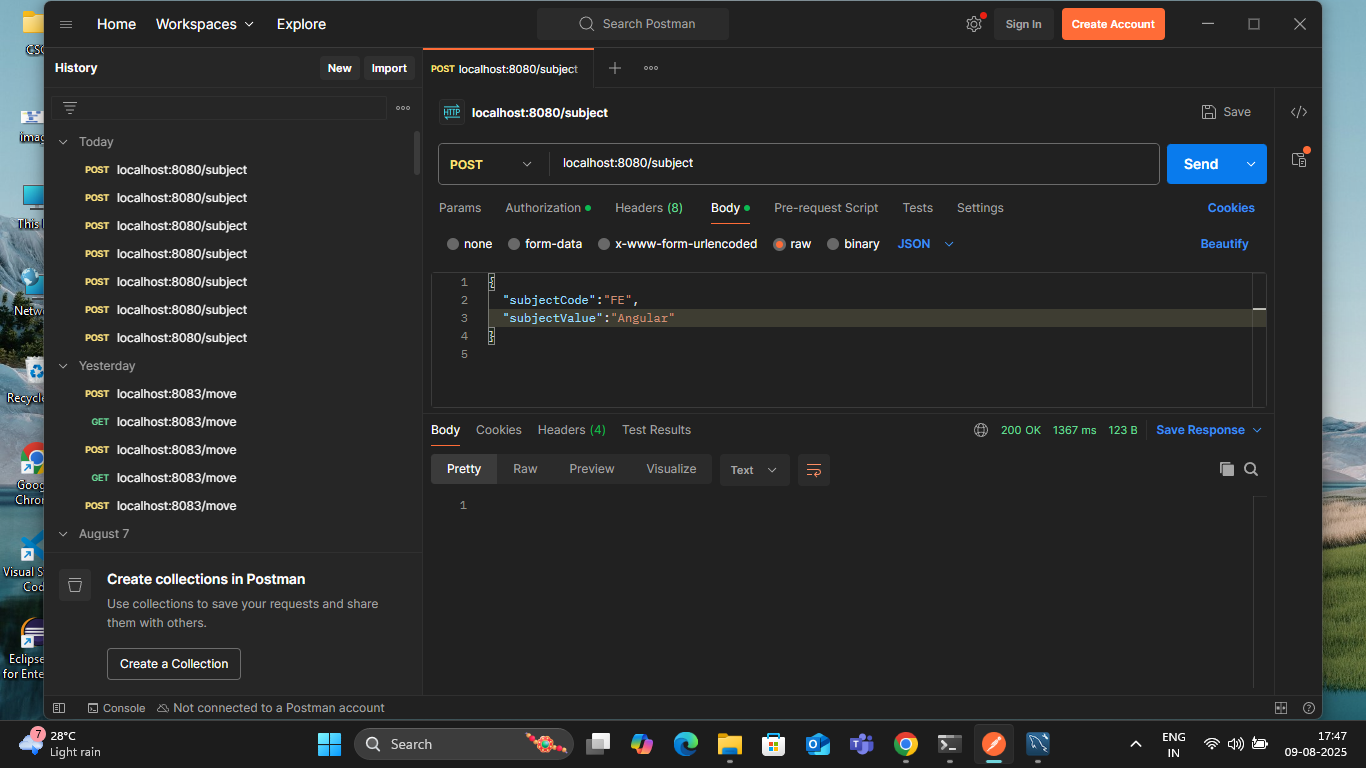 Home
Workspaces
Explore
Search Postman
Sign In
Create Account
History
New
Import
POST localhost:8080/subject
HTTP
localhost:8080/subject
Save
POST
localhost:8080/subject
Send
Params
Authorization
Headers (8)
Body
Pre-request Script
Tests
Settings
Cookies
none
form-data
x-www-form-urlencoded
raw
binary
JSON
Beautify
1 {
2 "subjectCode":"FE",
3 "subjectValue":"Angular"
4 }
5
Body
Cookies
Headers (4)
Test Results
200 OK
1367 ms
123 B
Save Response
Pretty
Raw
Preview
Visualize
Text
1
Today
POST localhost:8080/subject
POST localhost:8080/subject
POST localhost:8080/subject
POST localhost:8080/subject
POST localhost:8080/subject
POST localhost:8080/subject
POST localhost:8080/subject
Yesterday
POST localhost:8083/move
GET localhost:8083/move
POST localhost:8083/move
GET localhost:8083/move
POST localhost:8083/move
August 7
Create collections in Postman
Use collections to save your requests and share
them with others.
Create a Collection
Console
Not connected to a Postman account
This
Recycle
Visual
Eclipse
for
7
28°C
Light rain
Search
ENG
IN
17:47
09-08-2025